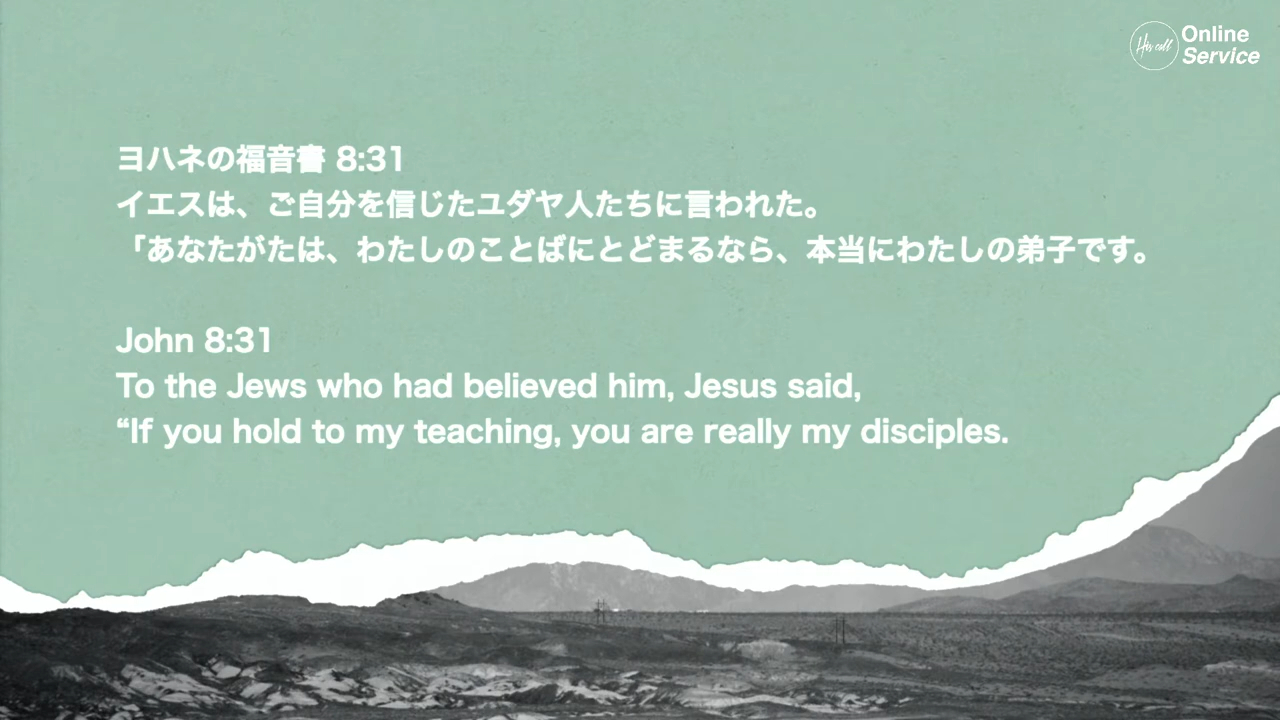 His call
Online
Service
ヨハネの福音書 8:31
イエスは、ご自分を信じたユダヤ人たちに言われた。
「あなたがたは、わたしのことばにとどまるなら、本当にわたしの弟子です。
John 8:31
To the Jews who had believed him, Jesus said,
“If you hold to my teaching, you are really my disciples.